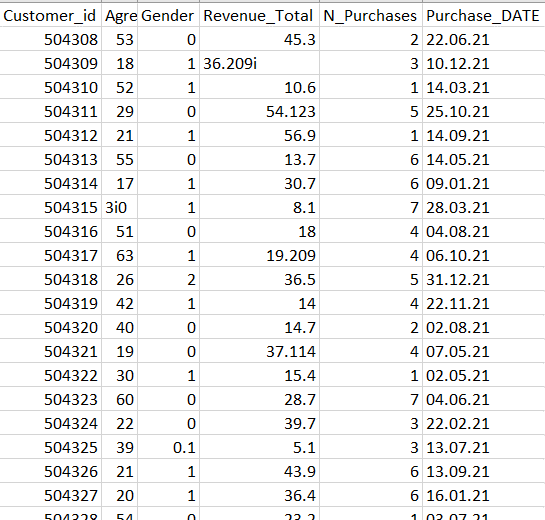 Customer_id Agre Gender Revenue_Total N_Purchases Purchase_DATE
504308 53 0 45.3 2 22.06.21
504309 18 1 36.209i 3 10.12.21
504310 52 1 10.6 1 14.03.21
504311 29 0 54.123 5 25.10.21
504312 21 1 56.9 1 14.09.21
504313 55 0 13.7 6 14.05.21
504314 17 1 30.7 6 09.01.21
504315 3i0 1 8.1 7 28.03.21
504316 51 0 18 4 04.08.21
504317 63 1 19.209 4 06.10.21
504318 26 2 36.5 5 31.12.21
504319 42 1 14 4 22.11.21
504320 40 0 14.7 2 02.08.21
504321 19 0 37.114 4 07.05.21
504322 30 1 15.4 1 02.05.21
504323 60 0 28.7 7 04.06.21
504324 22 0 39.7 3 22.02.21
504325 39 0.1 5.1 3 13.07.21
504326 21 1 43.9 6 13.09.21
504327 20 1 36.4 6 16.01.21
504328 54 0 23.2 1 03.07.21